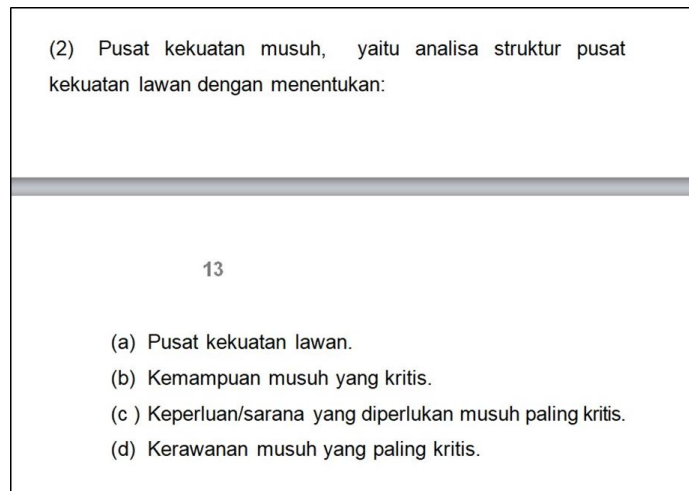 (2) Pusat kekuatan musuh, yaitu analisa struktur pusat
kekuatan lawan dengan menentukan:
13
(a) Pusat kekuatan lawan.
(b) Kemampuan musuh yang kritis.
(c ) Keperluan/sarana yang diperlukan musuh paling kritis.
(d) Kerawanan musuh yang paling kritis.